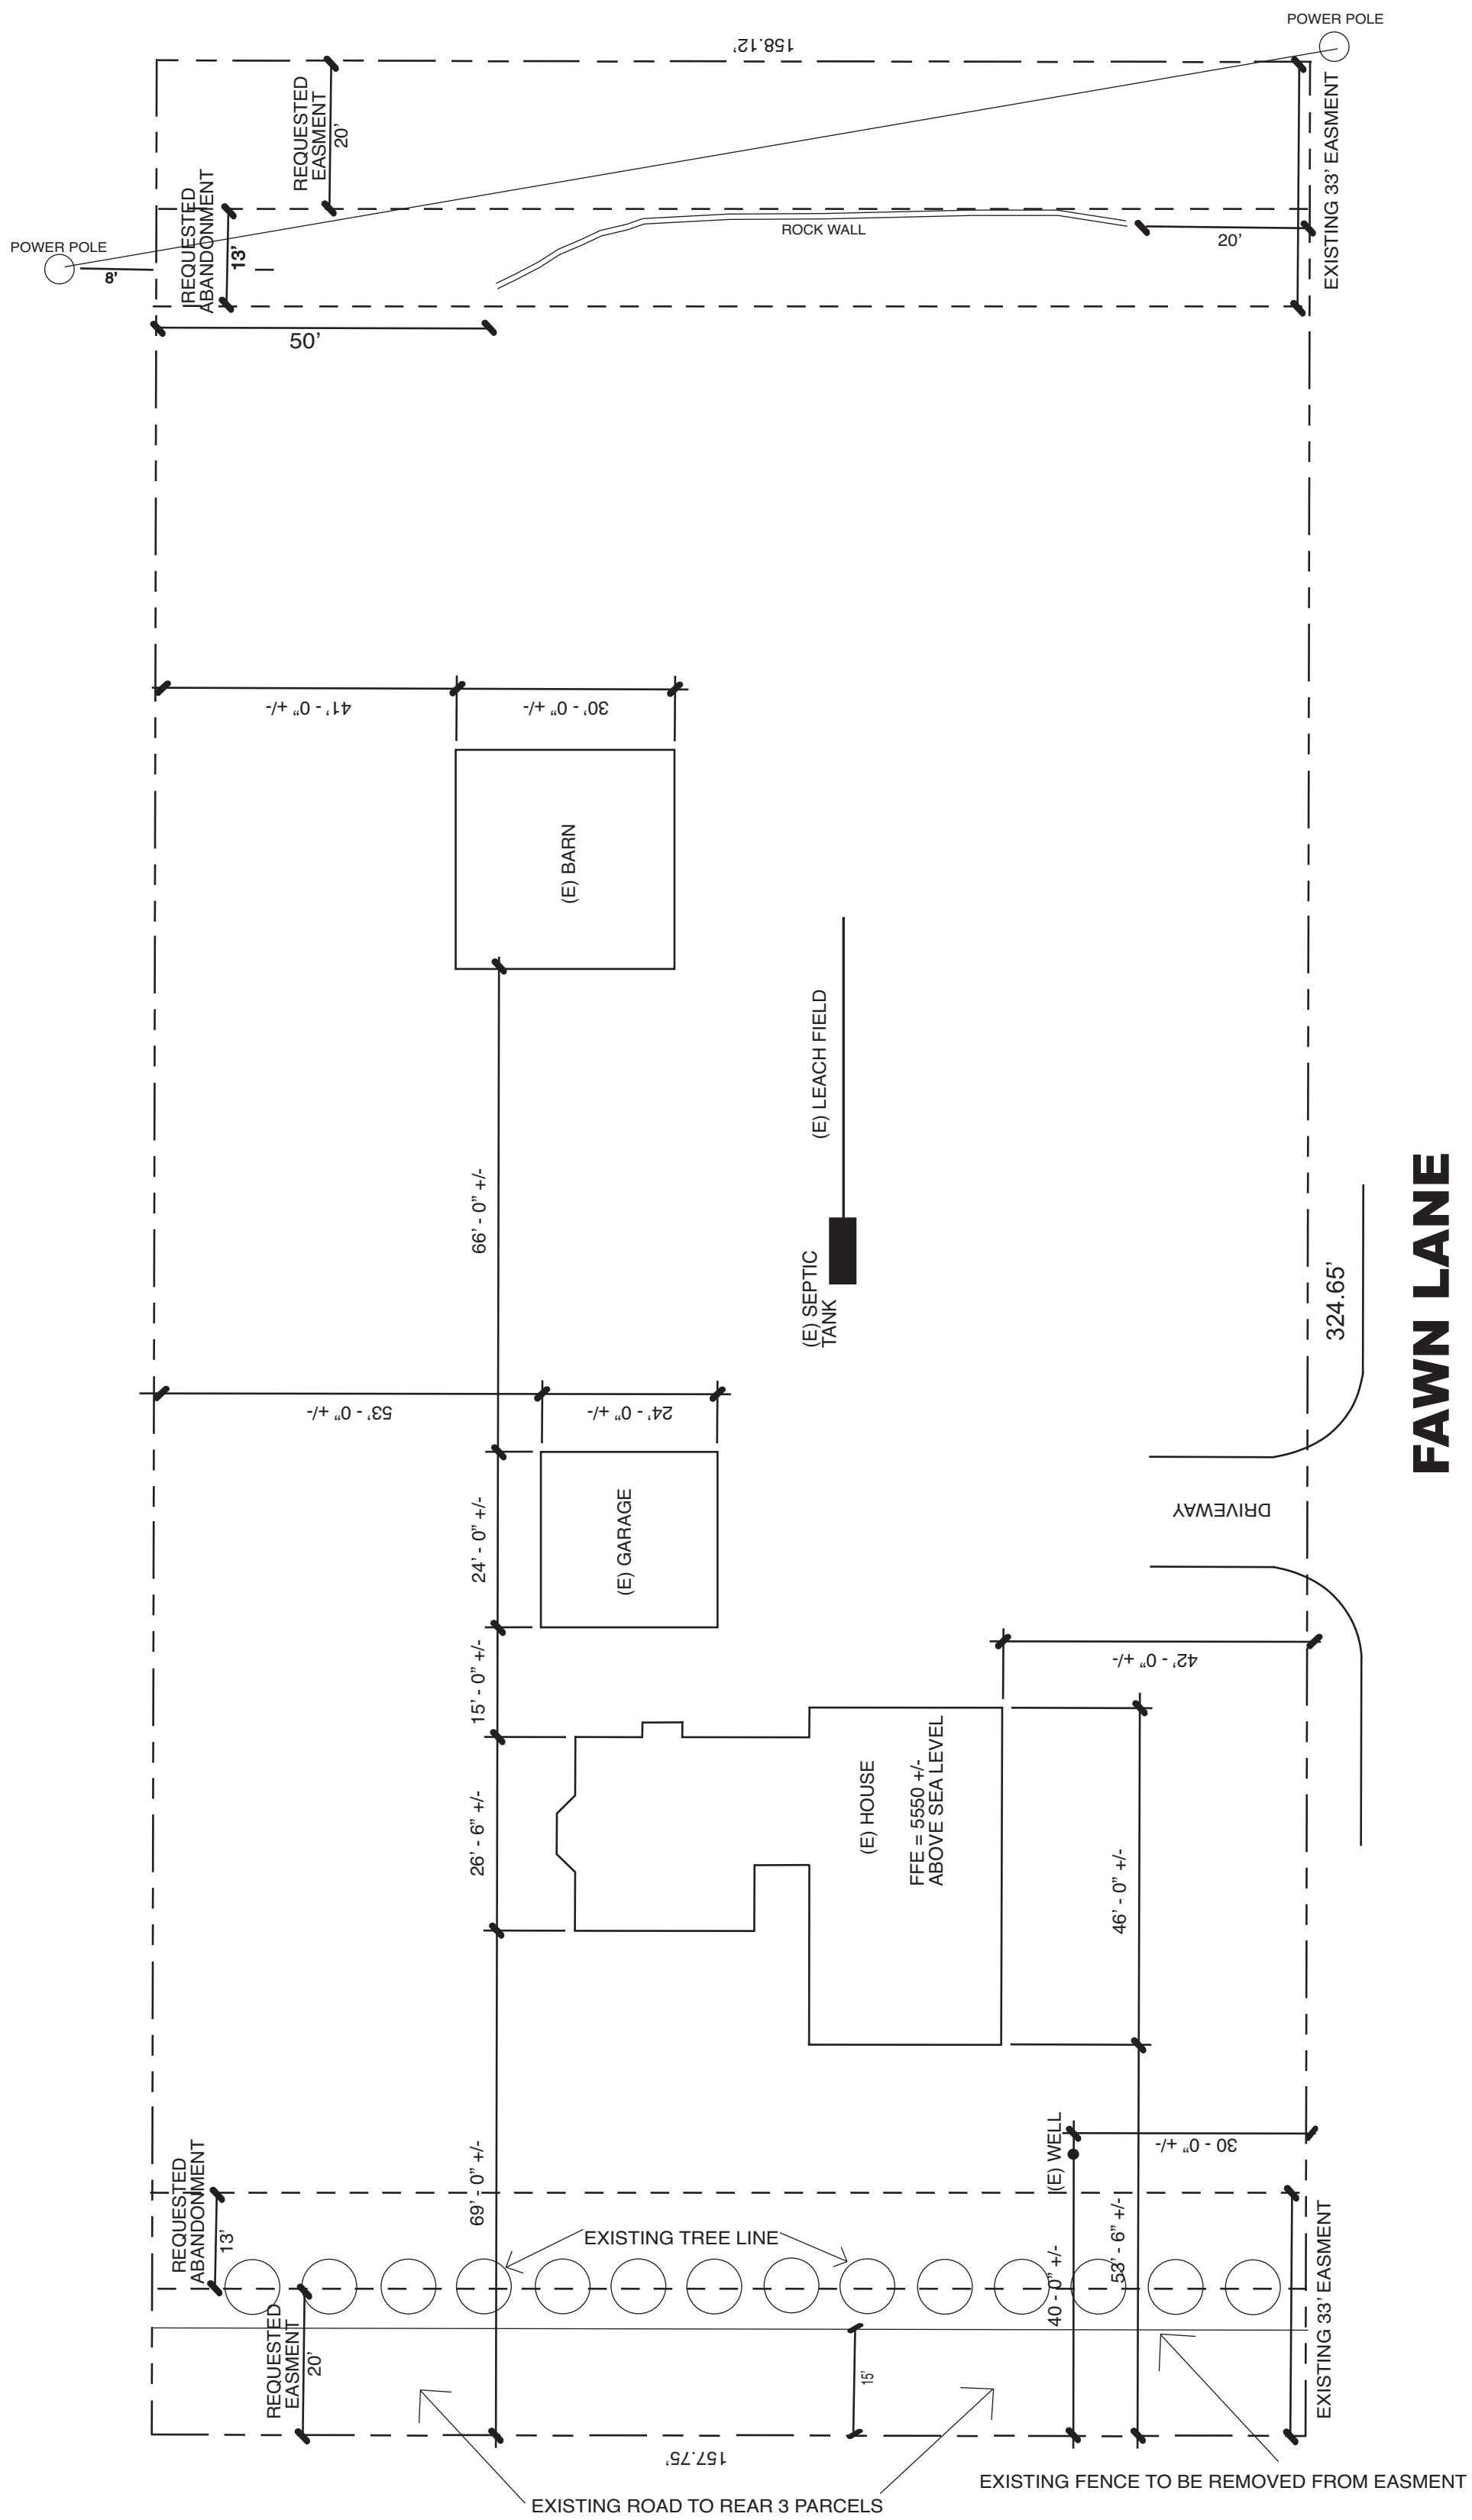 POWER POLE
158.12'
REQUESTED
EASMENT
20'
EXISTING 33' EASMENT
REQUESTED
ABANDONMENT
13'
ROCK WALL
20'
POWER POLE
8'
50'
41' - 0" +/-
30' - 0" +/-
(E) BARN
(E) LEACH FIELD
66' - 0" +/-
(E) SEPTIC
TANK
324.65'
FAWN LANE
53' - 0" +/-
24' - 0" +/-
24' - 0" +/-
(E) GARAGE
DRIVEWAY
15' - 0" +/-
42' - 0" +/-
26' - 6" +/-
(E) HOUSE
FFE = 5550 +/-
ABOVE SEA LEVEL
46' - 0" +/-
(E) WELL
30 - 0" +/-
REQUESTED
ABANDONMENT
13'
69' - 0" +/-
53' - 6" +/-
EXISTING TREE LINE
40 - 0" +/-
EXISTING 33' EASMENT
REQUESTED
EASMENT
20'
15'
157.75'
EXISTING FENCE TO BE REMOVED FROM EASMENT
EXISTING ROAD TO REAR 3 PARCELS